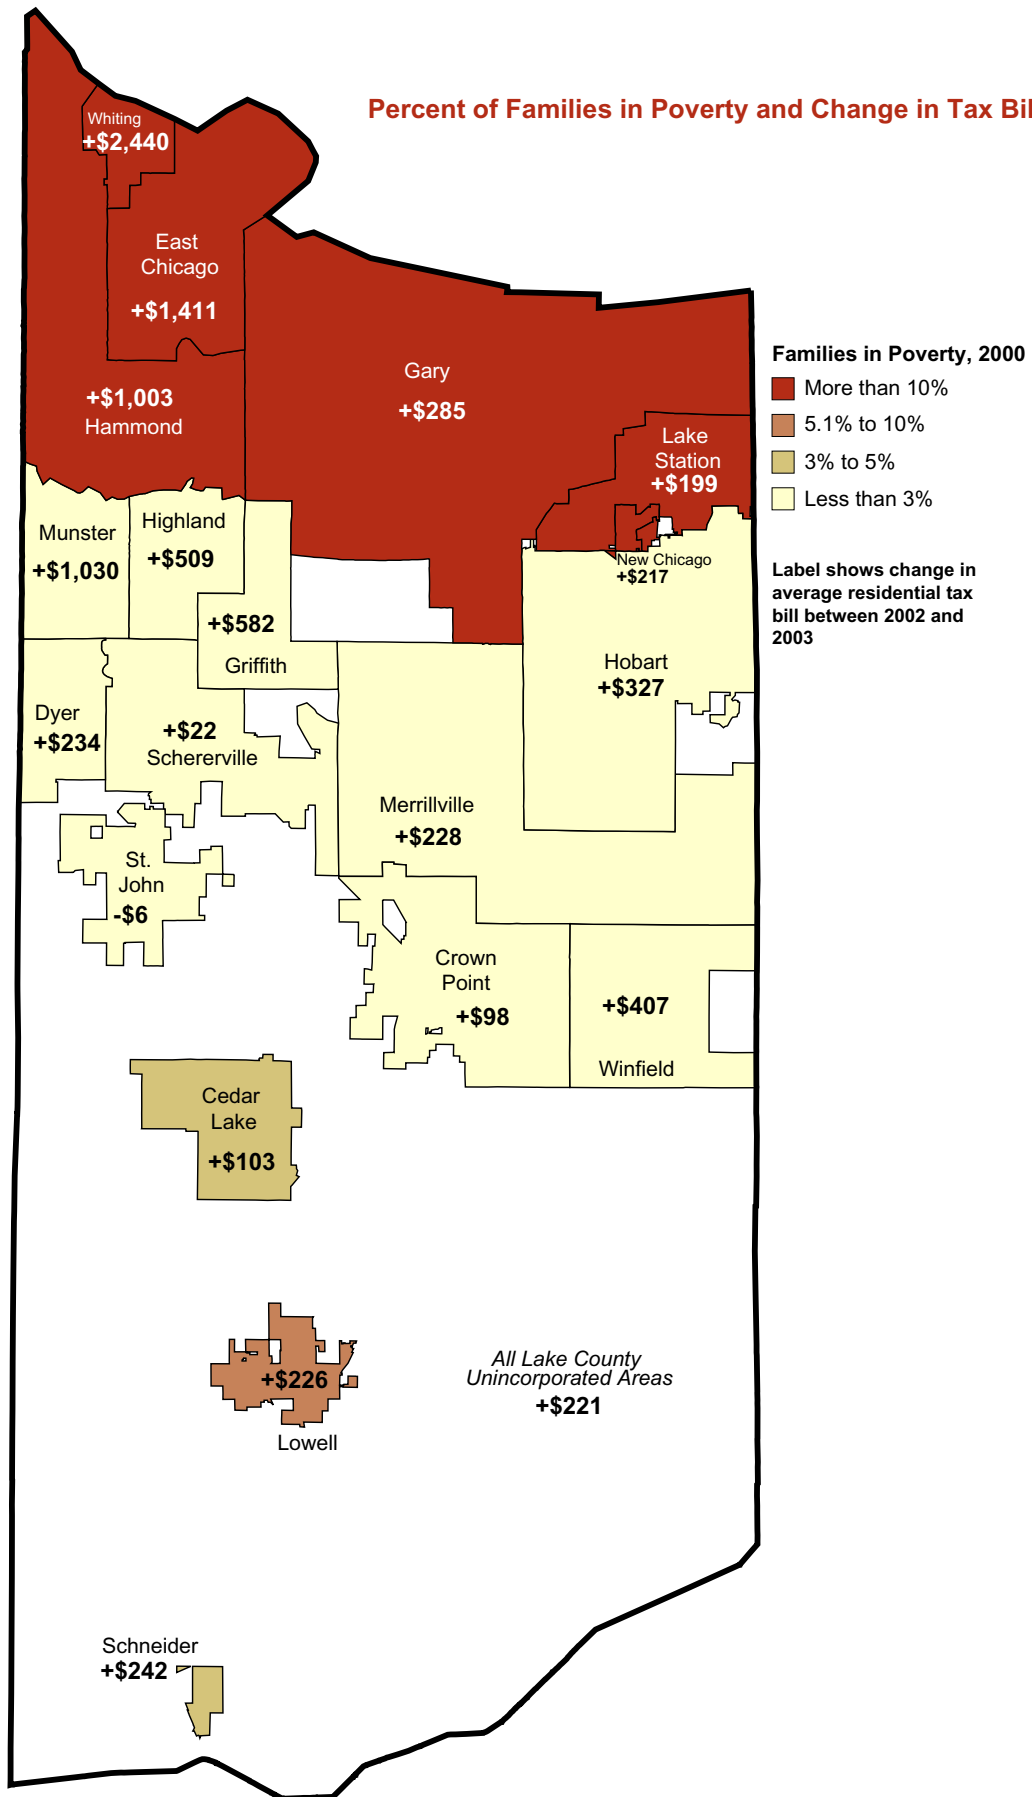 Percent of Families in Poverty and Change in Tax Bil
Whiting
+$2,440
East
Chicago
+$1,411
+$1,003
Hammond
Gary
+$285
Lake
Station
+$199
New Chicago
+$217
Families in Poverty, 2000
More than 10%
5.1% to 10%
3% to 5%
Less than 3%
Label shows change in
average residential tax
bill between 2002 and
2003
Munster
+$1,030
Highland
+$509
+$582
Griffith
Hobart
+$327
Dyer
+$234
+$22
Schererville
Merrillville
+$228
St.
John
-$6
Crown
Point
+$98
+$407
Winfield
Cedar
Lake
+$103
+$226
Lowell
All Lake County
Unincorporated Areas
+$221
Schneider
+$242